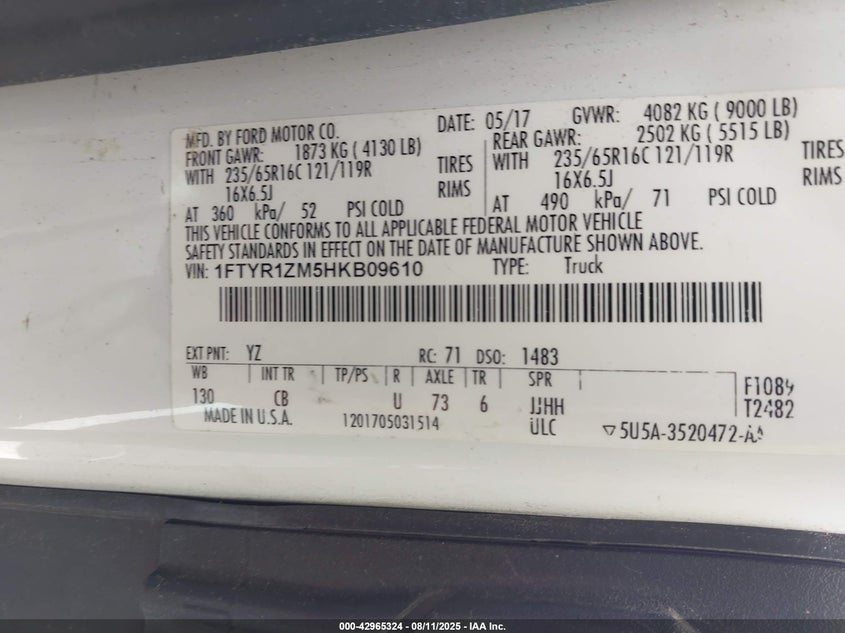 MFD. BY FORD MOTOR CO.
DATE: 05/17
GVWR: 4082 KG ( 9000 LB)
FRONT GAWR: 1873 KG ( 4130 LB)
REAR GAWR: 2502 KG ( 5515 LB)
WITH 235/65R16C 121/119R TIRES
WITH 235/65R16C 121/119R TIRES
16X6.5J RIMS
16X6.5J RIMS
AT 360 kPa/ 52 PSI COLD
AT 490 kPa/ 71 PSI COLD
THIS VEHICLE CONFORMS TO ALL APPLICABLE FEDERAL MOTOR VEHICLE
SAFETY STANDARDS IN EFFECT ON THE DATE OF MANUFACTURE SHOWN ABOVE.
VIN: 1FTYR1ZM5HKB09610 TYPE: Truck
EXT PNT: YZ RC: 71 DSO: 1483
WB INT TR TP/PS R AXLE TR SPR
130 CB U 73 6 JJHH
F1089
T2482
MADE IN U.S.A. 1201705031514 ULC
5U5A-3520472-AA
000-42965324 - 08/11/2025 - IAA Inc.